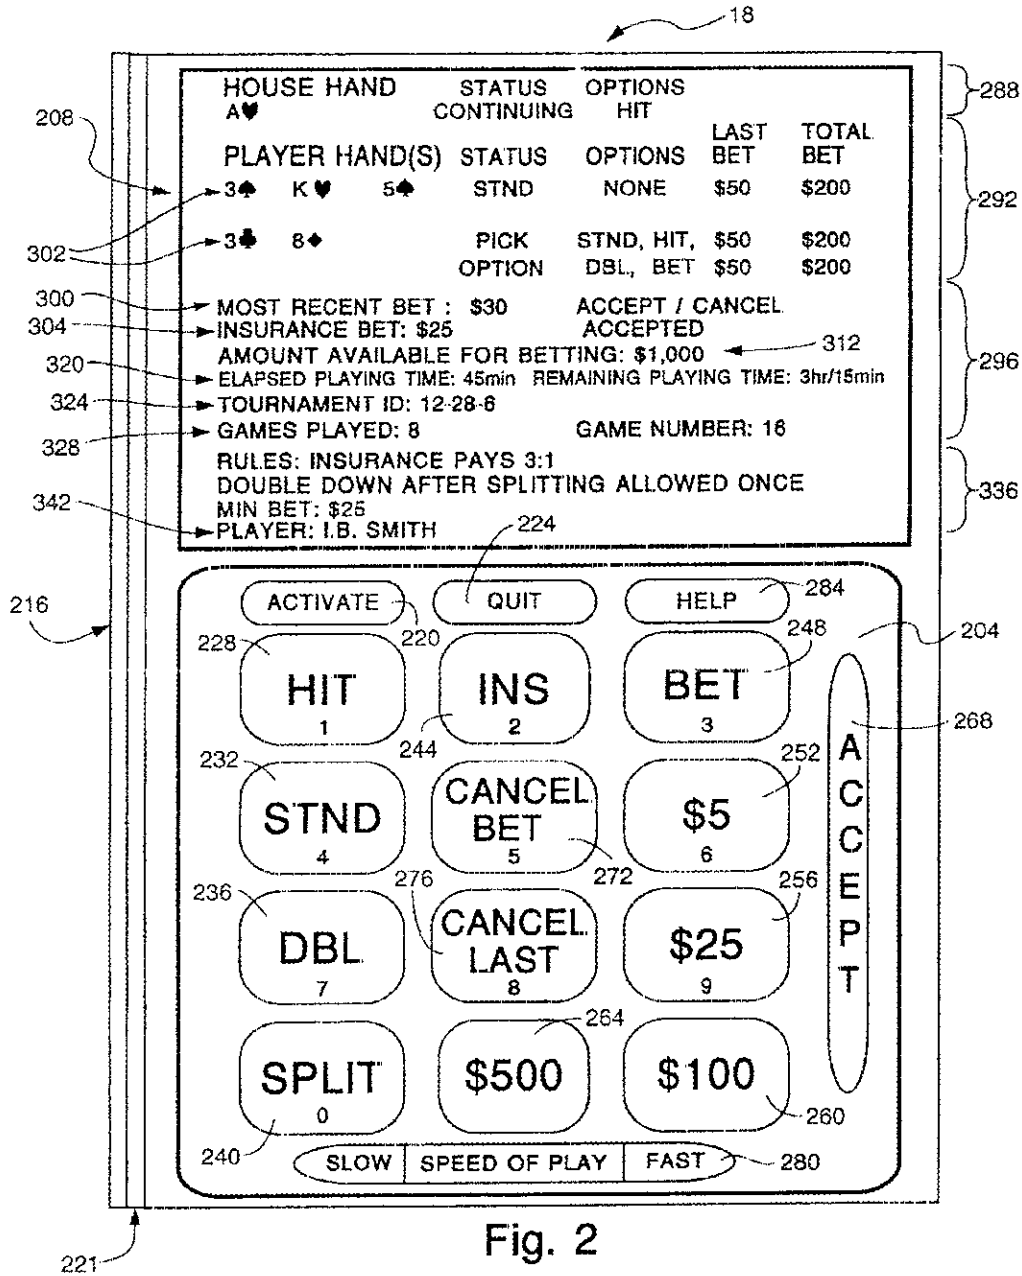 18
HOUSE HAND STATUS OPTIONS
A♥ CONTINUING HIT
288
208
LAST TOTAL
PLAYER HAND(S) STATUS OPTIONS BET BET
3♠ K♥ 5♠ STND NONE $50 $200
292
302
3♣ 8♦ PICK STND, HIT, $50 $200
OPTION DBL, BET $50 $200
300 MOST RECENT BET : $30 ACCEPT / CANCEL
304 INSURANCE BET: $25 ACCEPTED
AMOUNT AVAILABLE FOR BETTING: $1,000 312
296
320 ELAPSED PLAYING TIME: 45min REMAINING PLAYING TIME: 3hr/15min
324 TOURNAMENT ID: 12-28-6
328 GAMES PLAYED: 8 GAME NUMBER: 16
RULES: INSURANCE PAYS 3:1
DOUBLE DOWN AFTER SPLITTING ALLOWED ONCE
336
MIN BET: $25
342 PLAYER: I.B. SMITH
224
216
ACTIVATE QUIT HELP 284
220
228 248 204
HIT INS BET
1 2 3
244 268
232 252
STND CANCEL BET $5
4 5 6
272
276 256
236
DBL CANCEL LAST $25
7 8 9
ACCEPT
264
SPLIT $500 $100
0
260
240
SLOW SPEED OF PLAY FAST 280
221
Fig. 2